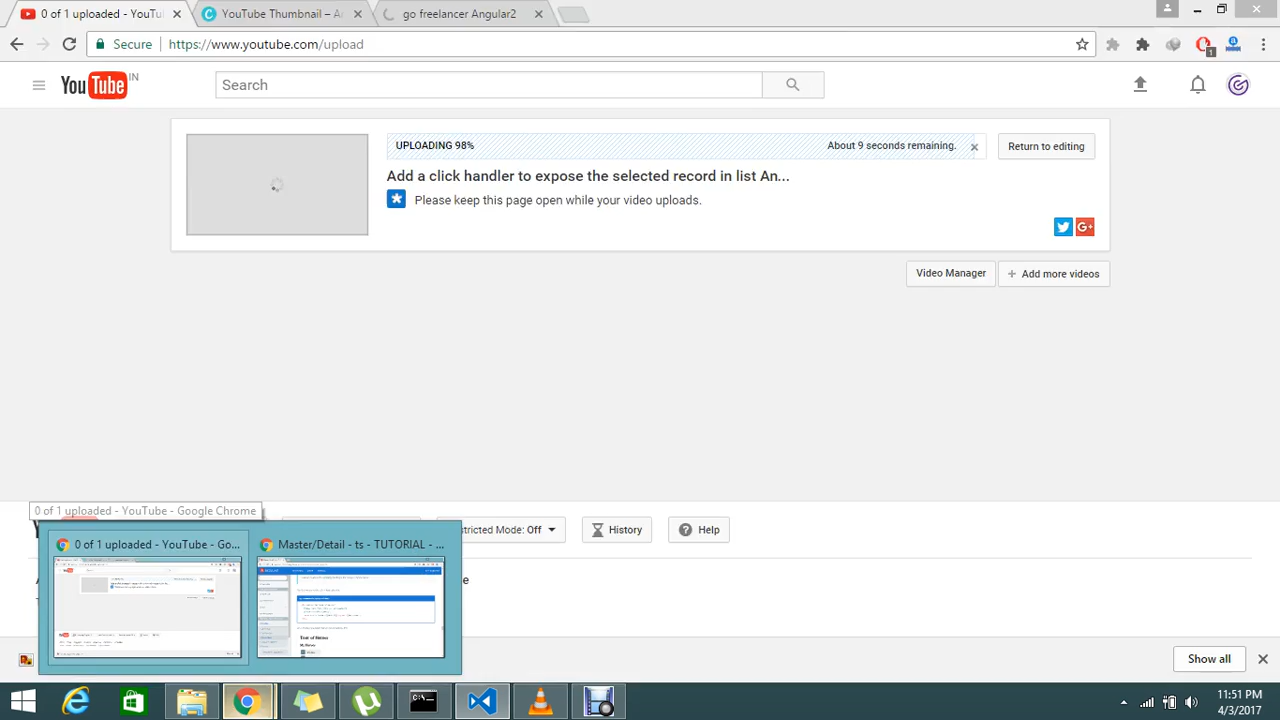 0 of 1 uploaded - YouTu
YouTube Thumbnail – A
go freelancer Angular2
Secure
https://www.youtube.com/upload
1
YouTube IN
Search
UPLOADING 98%
About 9 seconds remaining.
Return to editing
Add a click handler to expose the selected record in list An...
Please keep this page open while your video uploads.
G+
Video Manager
+ Add more videos
0 of 1 uploaded - YouTube - Google Chrome
stricted Mode: Off
History
Help
0 of 1 uploaded - YouTube - Go...
Master/Detail - ts - TUTORIAL - ...
Show all
11:51 PM
4/3/2017